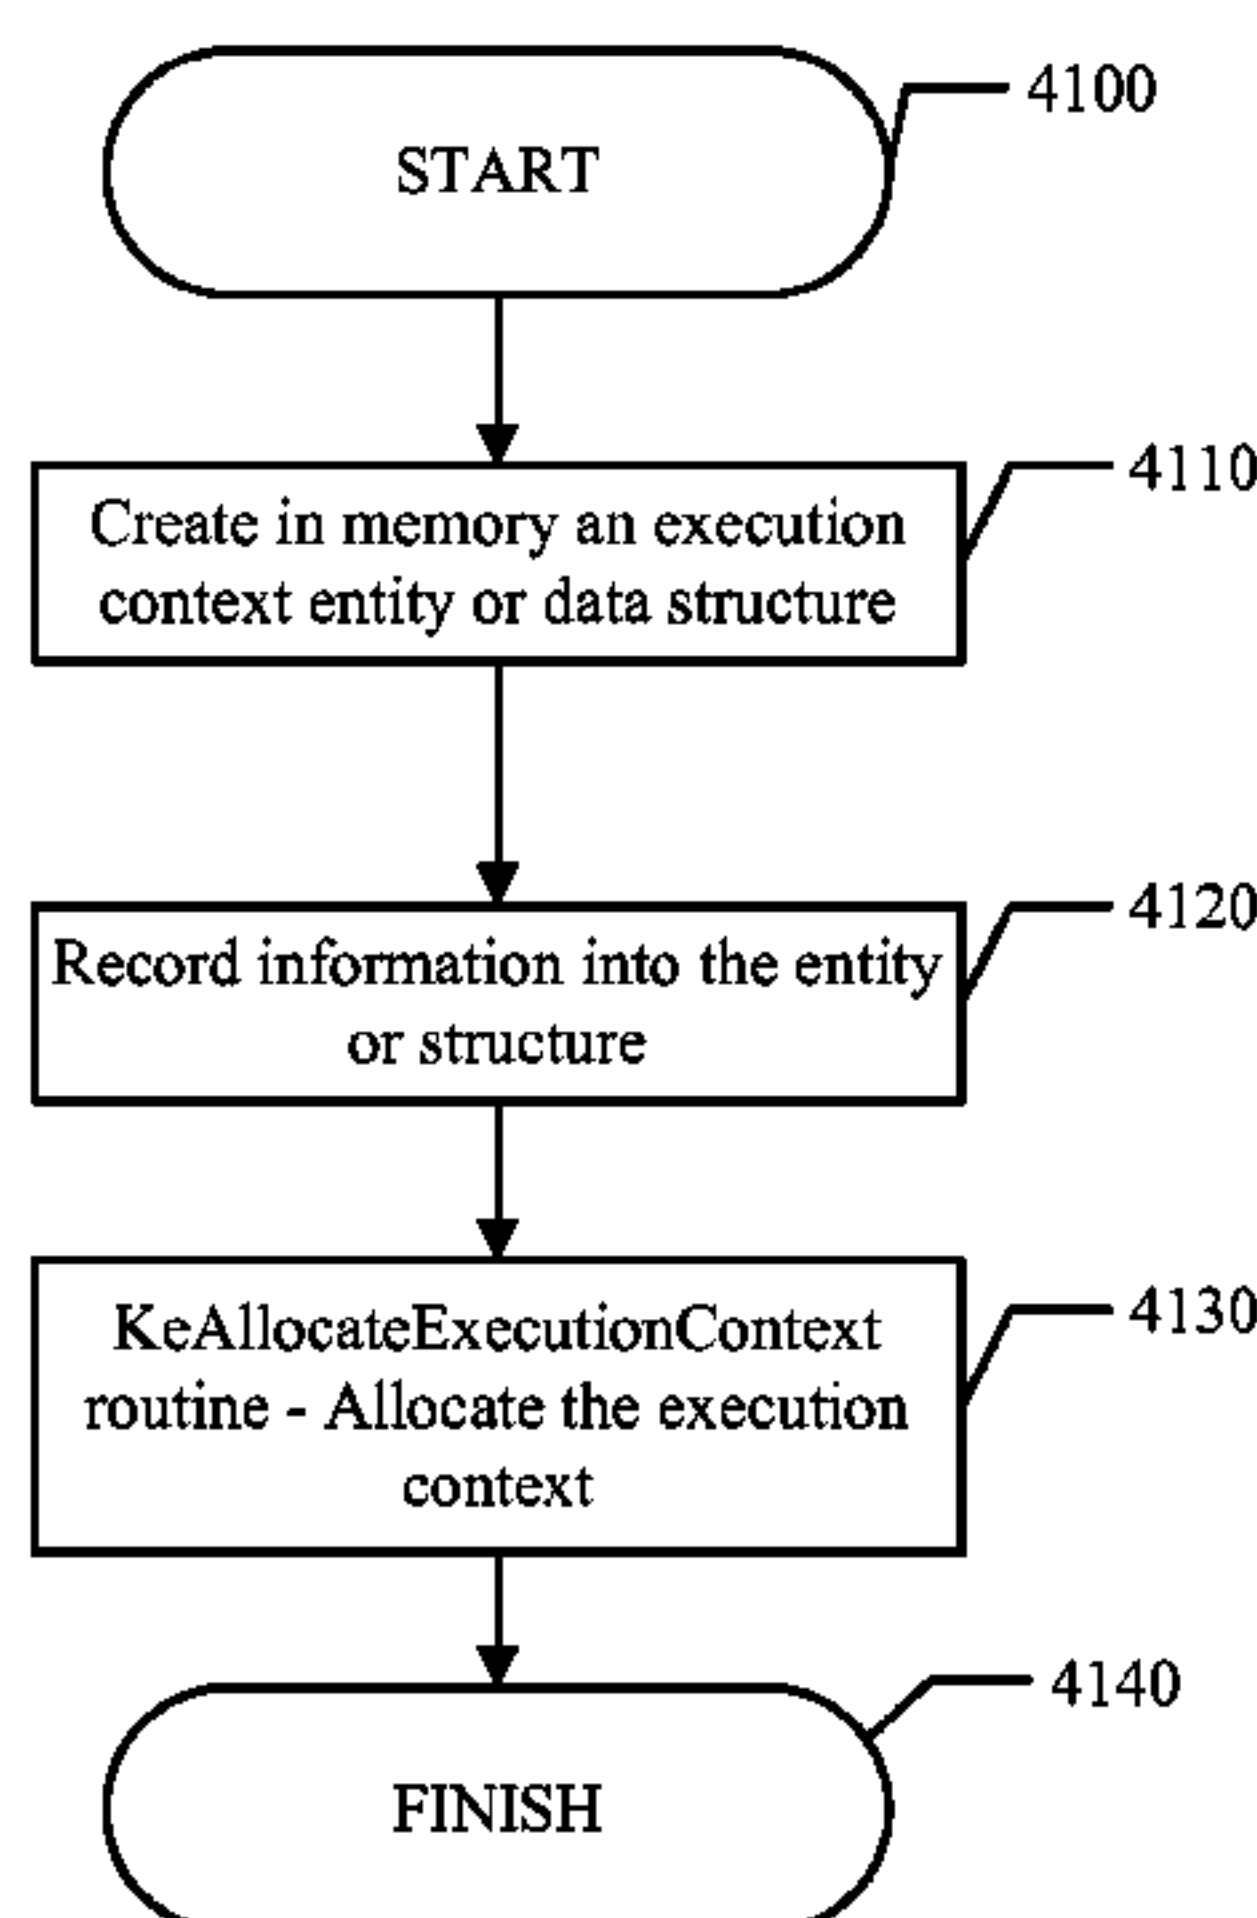 4100
START
4110
Create in memory an execution
context entity or data structure
4120
Record information into the entity
or structure
4130
KeAllocateExecutionContext
routine - Allocate the execution
context
4140
FINISH